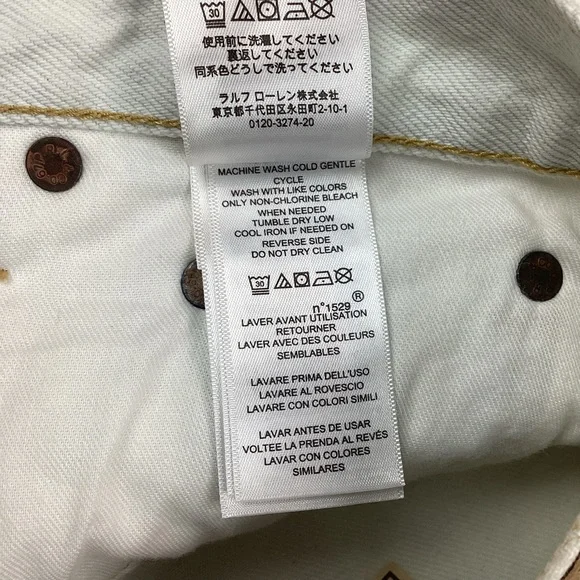 30
使用前に洗濯してください
裏返してください
同系色どうしで洗ってください
ラルフ ローレン株式会社
東京都千代田区永田町2-10-1
0120-3274-20
MACHINE WASH COLD GENTLE
CYCLE
WASH WITH LIKE COLORS
ONLY NON-CHLORINE BLEACH
WHEN NEEDED
TUMBLE DRY LOW
COOL IRON IF NEEDED ON
REVERSE SIDE
DO NOT DRY CLEAN
30
n°1529 ®
LAVER AVANT UTILISATION
RETOURNER
LAVER AVEC DES COULEURS
SEMBLABLES
LAVARE PRIMA DELL'USO
LAVARE AL ROVESCIO
LAVARE CON COLORI SIMILI
LAVAR ANTES DE USAR
VOLTEE LA PRENDA AL REVÉS
LAVAR CON COLORES
SIMILARES